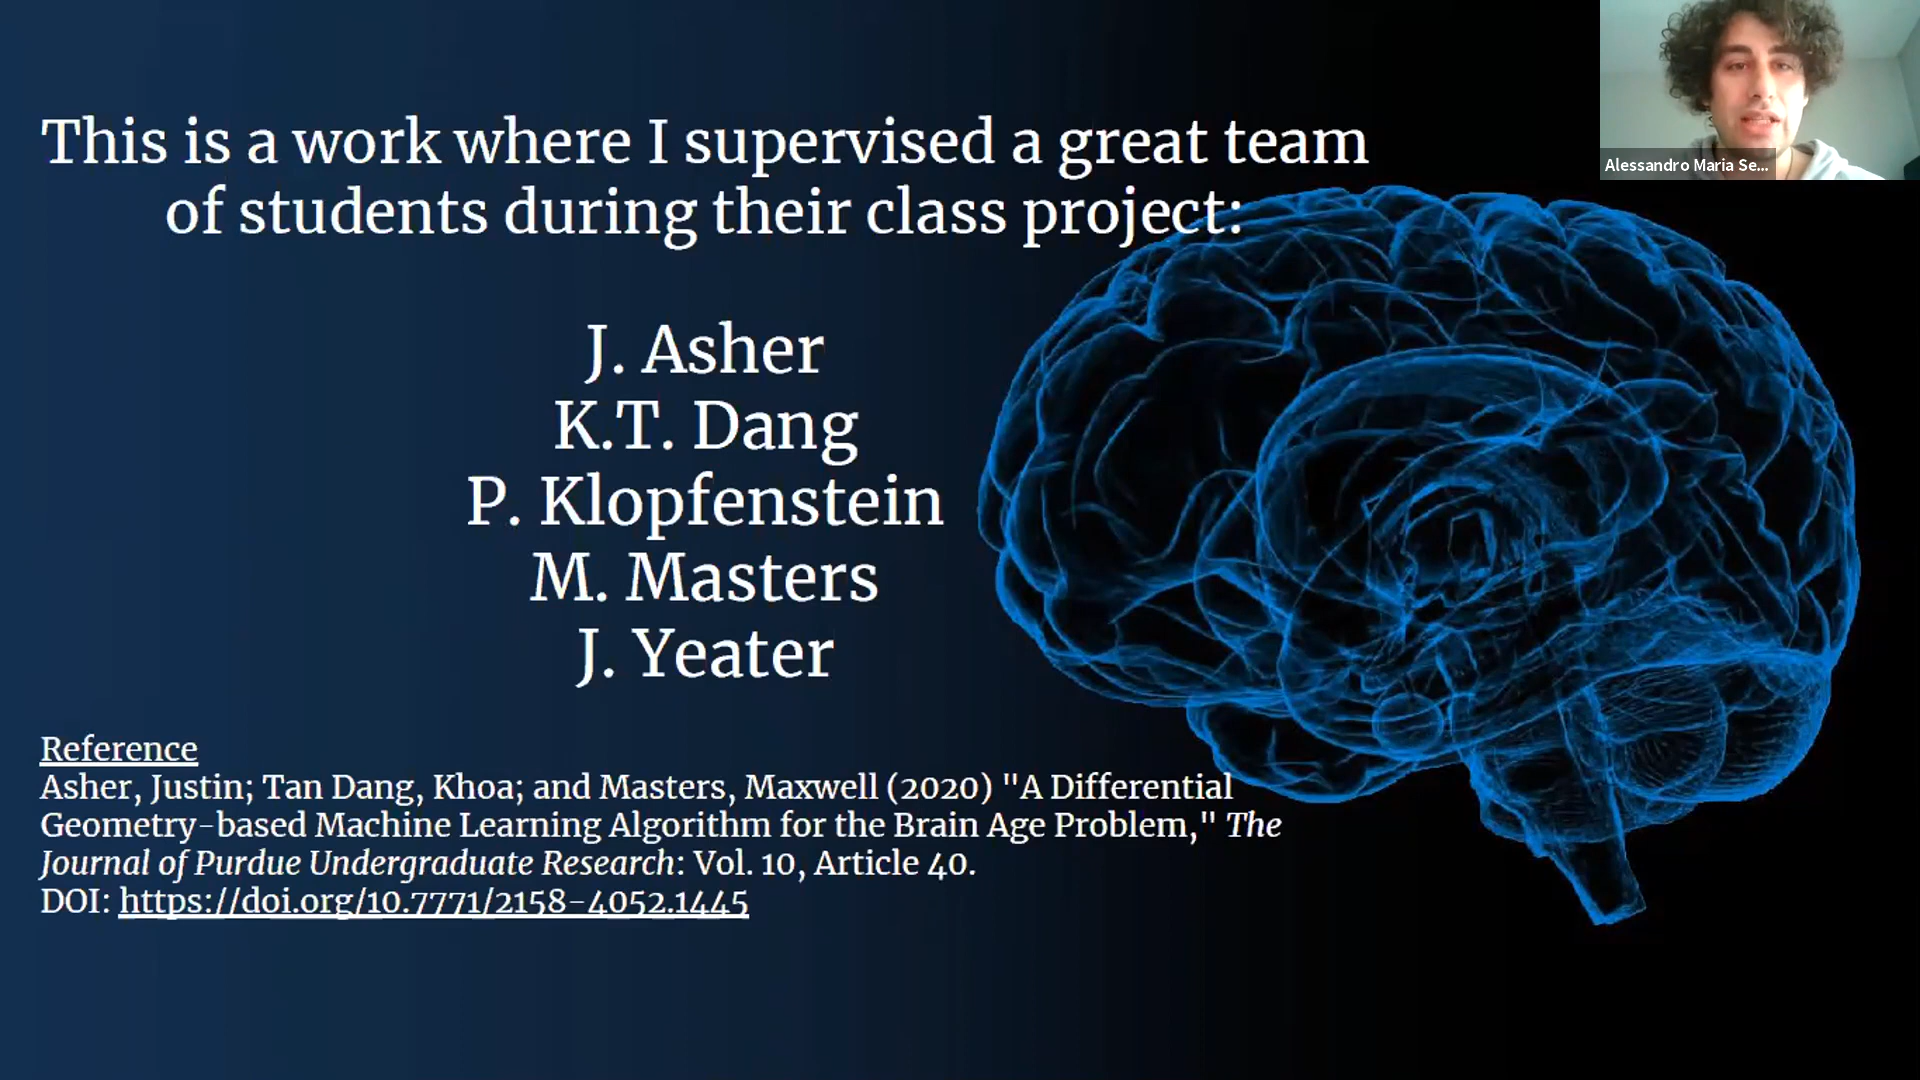 This is a work where I supervised a great team
of students during their class project:
J. Asher
K.T. Dang
P. Klopfenstein
M. Masters
J. Yeater
Reference
Asher, Justin; Tan Dang, Khoa; and Masters, Maxwell (2020) "A Differential
Geometry-based Machine Learning Algorithm for the Brain Age Problem," The
Journal of Purdue Undergraduate Research: Vol. 10, Article 40.
DOI: https://doi.org/10.7771/2158-4052.1445
Alessandro Maria Se...